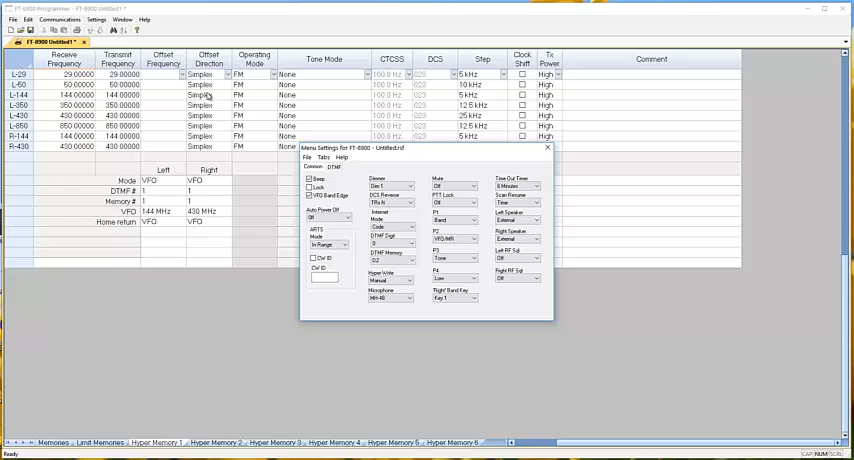 FT-8900 Programmer - FT-8900 Untitled1 *
File Edit Communications Settings Window Help
FT-8900 Untitled1*
Receive Frequency Transmit Frequency Offset Frequency Offset Direction Operating Mode Tone Mode CTCSS DCS Step Clock Shift Tx Power Comment
L-29 29.00000 29.00000 Simplex FM None 100.0 Hz 023 5 kHz High
L-50 50.00000 50.00000 Simplex FM None 100.0 Hz 023 10 kHz High
L-144 144.00000 144.00000 Simplex FM None 100.0 Hz 023 5 kHz High
L-350 350.00000 350.00000 Simplex FM None 100.0 Hz 023 12.5 kHz High
L-430 430.00000 430.00000 Simplex FM None 100.0 Hz 023 25 kHz High
L-850 850.00000 850.00000 Simplex FM None 100.0 Hz 023 12.5 kHz High
R-144 144.00000 144.00000 Simplex FM None High
R-430 430.00000 430.00000 Simplex FM None High
Left Right
Mode VFO VFO
DTMF # 1 1
Memory # 1 1
VFO 144 MHz 430 MHz
Home return VFO VFO
Menu Settings for FT-8900 - Untitled.rsf
File Tabs Help
Common DTMF
Beep
Lock
VFO Band Edge
Auto Power Off
Off
ARTS
Mode
In Range
CW ID
CW ID
Dimmer
Dim 1
DCS Reverse
TRx N
Internet
Mode
Code
DTMF Digit
0
DTMF Memory
D2
Hyper Write
Manual
Microphone
MH-48
Mute
Off
PTT Lock
Off
P1
Band
P2
VFO/MR
P3
Tone
P4
Low
'Right' Band Key
Key 1
Time Out Timer
6 Minutes
Scan Resume
Time
Left Speaker
External
Right Speaker
External
Left RF Sql
Off
Right RF Sql
Off
Memories Limit Memories Hyper Memory 1 Hyper Memory 2 Hyper Memory 3 Hyper Memory 4 Hyper Memory 5 Hyper Memory 6
Ready CAP NUM SCRL